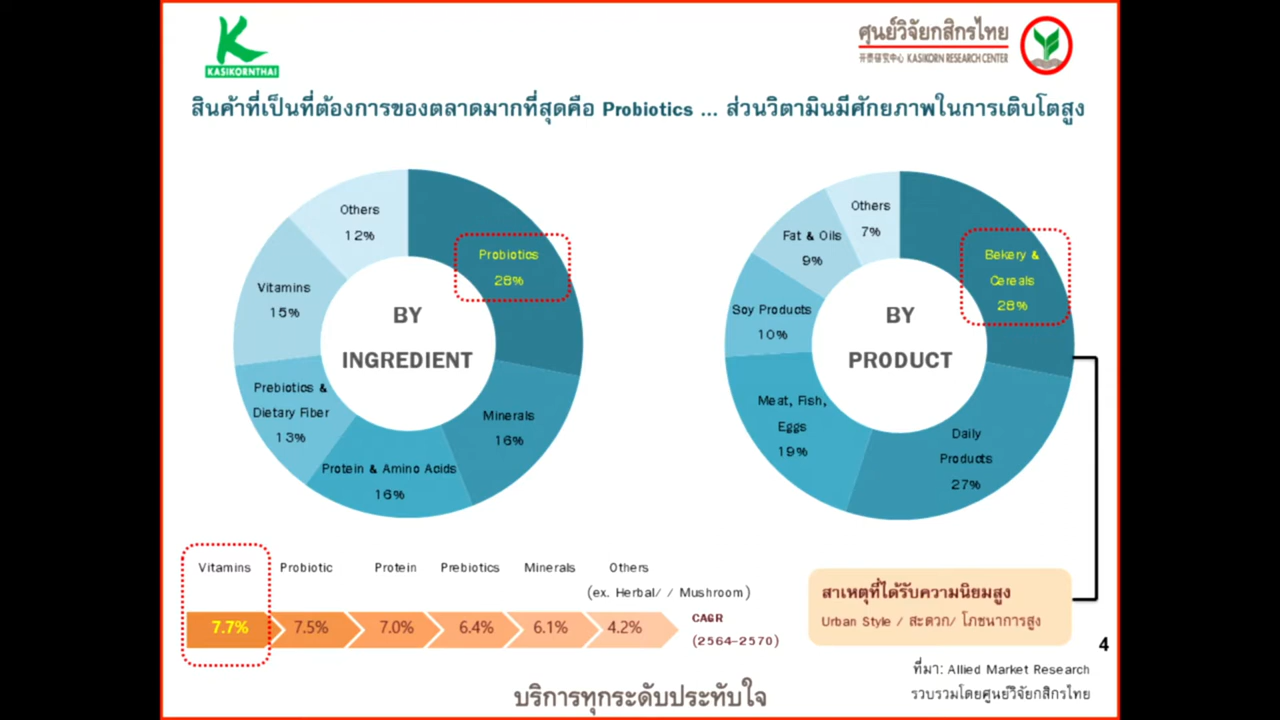 KASIKORNTHAI
ศูนย์วิจัยกสิกรไทย
开泰研究中心 KASIKORN RESEARCH CENTER
สินค้าที่เป็นที่ต้องการของตลาดมากที่สุดคือ Probiotics ... ส่วนวิตามินมีศักยภาพในการเติบโตสูง
Others
12%
Probiotics
28%
Vitamins
15%
BY
INGREDIENT
Prebiotics &
Dietary Fiber
13%
Minerals
16%
Protein & Amino Acids
16%
Others
7%
Fat & Oils
9%
Bekery &
Cereals
28%
Soy Products
10%
BY
PRODUCT
Meat, Fish,
Eggs
19%
Daily
Products
27%
Vitamins Probiotic Protein Prebiotics Minerals Others
(ex. Herbal/ / Mushroom)
7.7% 7.5% 7.0% 6.4% 6.1% 4.2%
CAGR
(2564-2570)
สาเหตุที่ได้รับความนิยมสูง
Urban Style / สะดวก/ โภชนาการสูง
4
ที่มา: Allied Market Research
รวบรวมโดยศูนย์วิจัยกสิกรไทย
บริการทุกระดับประทับใจ